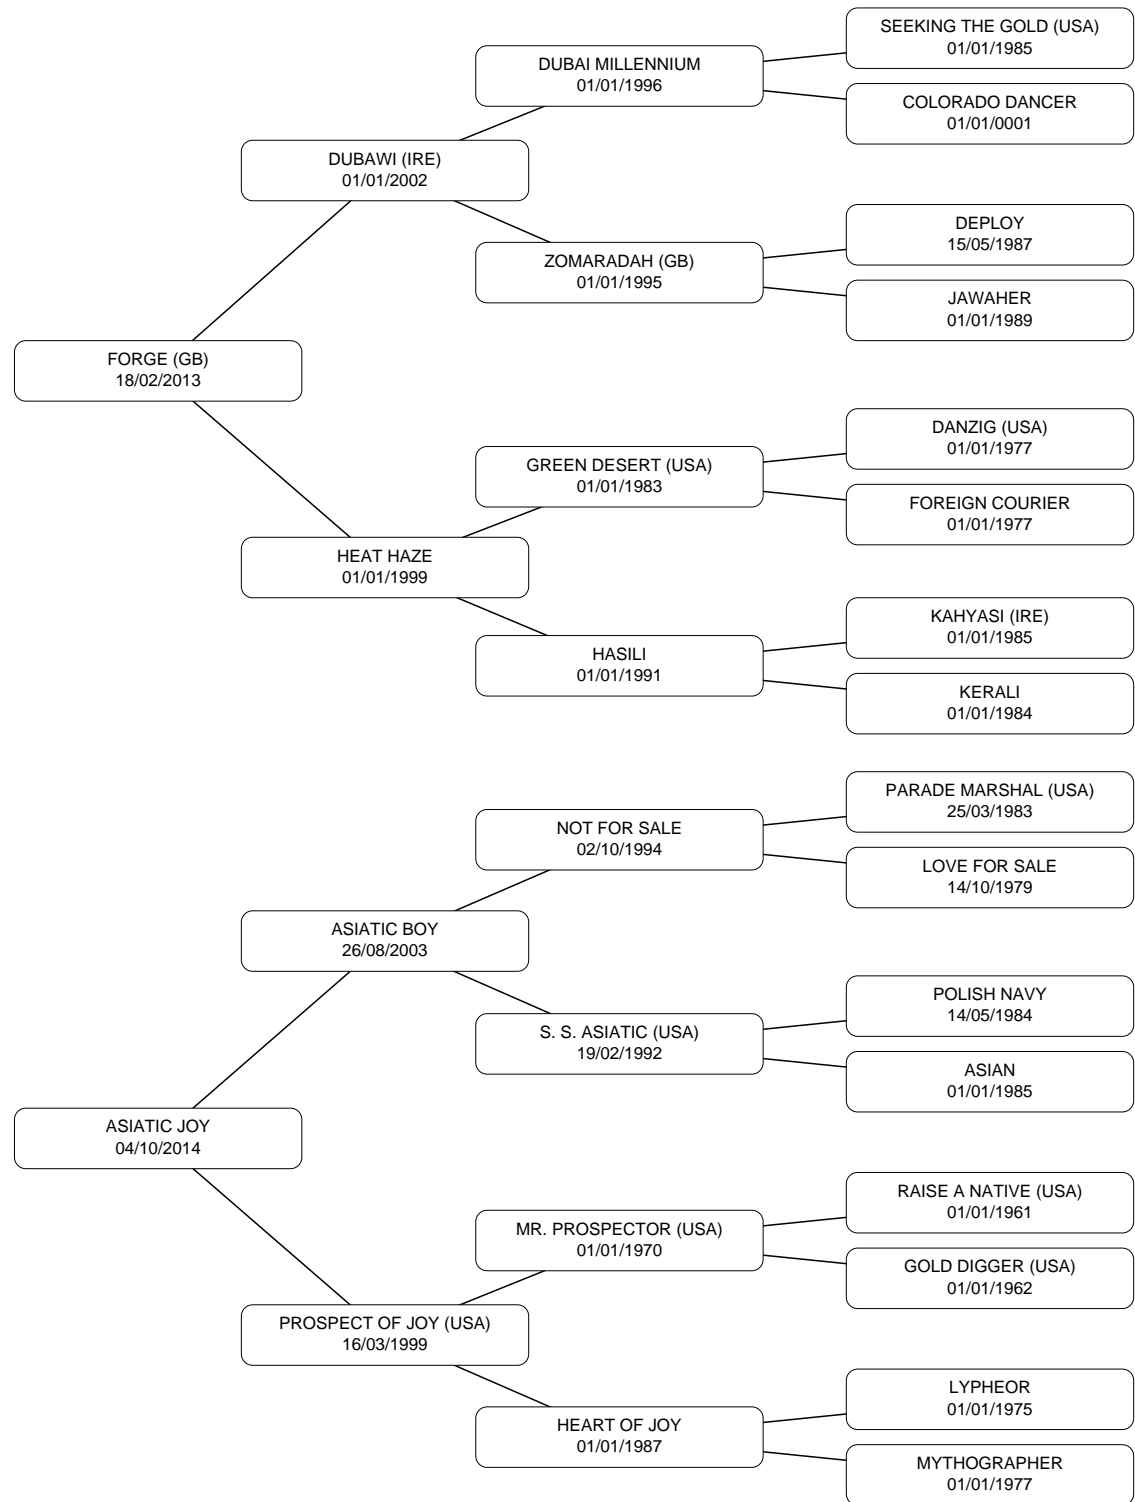 SEEKING THE GOLD (USA)
01/01/1985
DUBAI MILLENNIUM
01/01/1996
COLORADO DANCER
01/01/0001
DUBAWI (IRE)
01/01/2002
DEPLOY
15/05/1987
ZOMARADAH (GB)
01/01/1995
JAWAHER
01/01/1989
FORGE (GB)
18/02/2013
DANZIG (USA)
01/01/1977
GREEN DESERT (USA)
01/01/1983
FOREIGN COURIER
01/01/1977
HEAT HAZE
01/01/1999
KAHYASI (IRE)
01/01/1985
HASILI
01/01/1991
KERALI
01/01/1984
PARADE MARSHAL (USA)
25/03/1983
NOT FOR SALE
02/10/1994
LOVE FOR SALE
14/10/1979
ASIATIC BOY
26/08/2003
POLISH NAVY
14/05/1984
S. S. ASIATIC (USA)
19/02/1992
ASIAN
01/01/1985
ASIATIC JOY
04/10/2014
RAISE A NATIVE (USA)
01/01/1961
MR. PROSPECTOR (USA)
01/01/1970
GOLD DIGGER (USA)
01/01/1962
PROSPECT OF JOY (USA)
16/03/1999
LYPHEOR
01/01/1975
HEART OF JOY
01/01/1987
MYTHOGRAPHER
01/01/1977